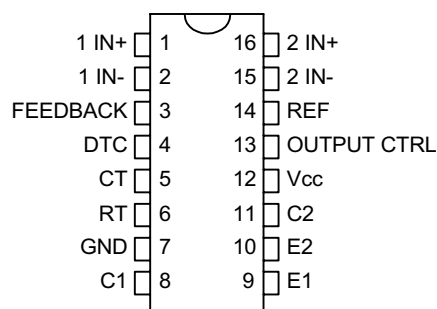 1 IN+ 1 16 2 IN+
1 IN- 2 15 2 IN-
FEEDBACK 3 14 REF
DTC 4 13 OUTPUT CTRL
CT 5 12 Vcc
RT 6 11 C2
GND 7 10 E2
C1 8 9 E1